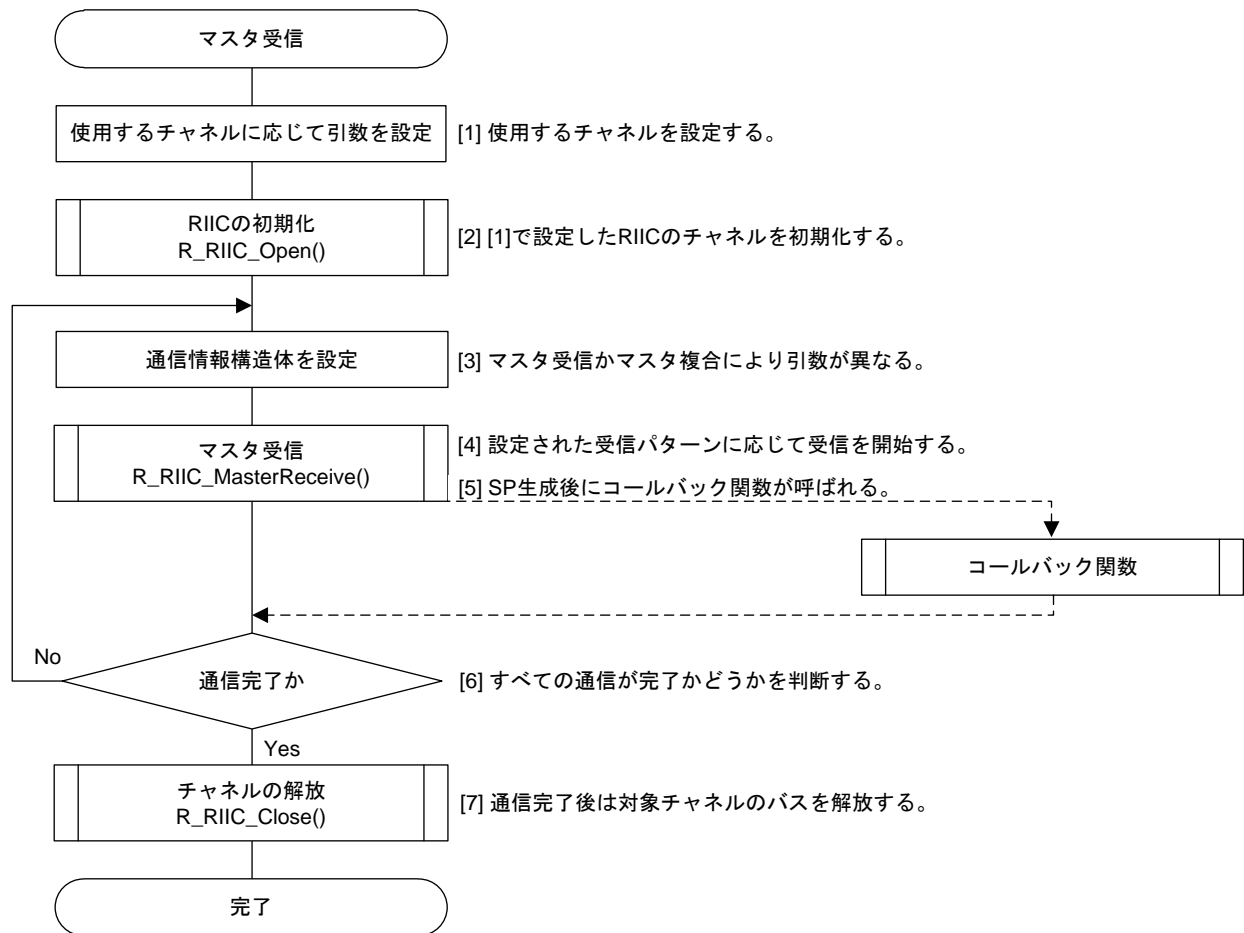 マスタ受信
使用するチャネルに応じて引数を設定
[1] 使用するチャネルを設定する。
RIICの初期化
R_RIIC_Open()
[2] [1]で設定したRIICのチャネルを初期化する。
通信情報構造体を設定
[3] マスタ受信かマスタ複合により引数が異なる。
マスタ受信
R_RIIC_MasterReceive()
[4] 設定された受信パターンに応じて受信を開始する。
[5] SP生成後にコールバック関数が呼ばれる。
コールバック関数
No
通信完了か
[6] すべての通信が完了かどうかを判断する。
Yes
チャネルの解放
R_RIIC_Close()
[7] 通信完了後は対象チャネルのバスを解放する。
完了